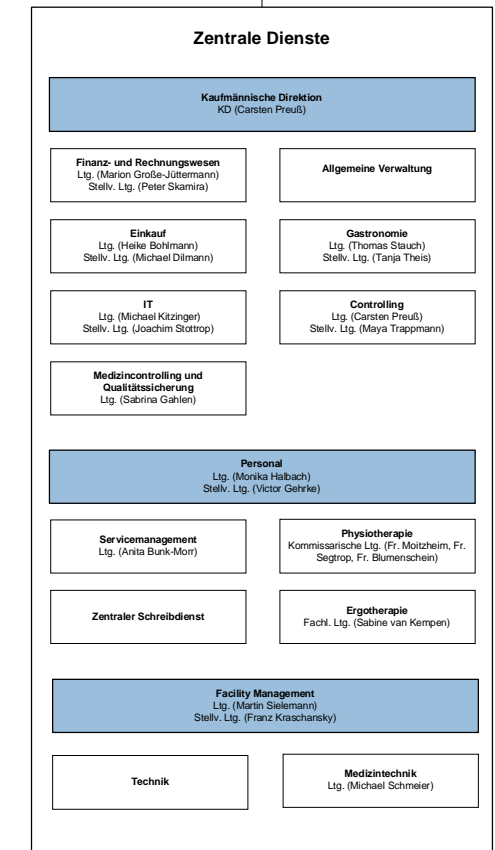 Zentrale Dienste
Kaufmännische Direktion
KD (Carsten Preuß)
Finanz- und Rechnungswesen
Ltg. (Marion Große-Jüttermann)
Stellv. Ltg. (Peter Skamira)
Allgemeine Verwaltung
Einkauf
Ltg. (Heike Bohlmann)
Stellv. Ltg. (Michael Dilmann)
Gastronomie
Ltg. (Thomas Stauch)
Stellv. Ltg. (Tanja Theis)
IT
Ltg. (Michael Kitzinger)
Stellv. Ltg. (Joachim Stottrop)
Controlling
Ltg. (Carsten Preuß)
Stellv. Ltg. (Maya Trappmann)
Medizincontrolling und
Qualitätssicherung
Ltg. (Sabrina Gahlen)
Personal
Ltg. (Monika Halbach)
Stellv. Ltg. (Victor Gehrke)
Servicemanagement
Ltg. (Anita Bunk-Morr)
Physiotherapie
Kommissarische Ltg. (Fr. Moitzheim, Fr.
Segtrop, Fr. Blumenschein)
Zentraler Schreibdienst
Ergotherapie
Fachl. Ltg. (Sabine van Kempen)
Facility Management
Ltg. (Martin Sielemann)
Stellv. Ltg. (Franz Kraschansky)
Technik
Medizintechnik
Ltg. (Michael Schmeier)